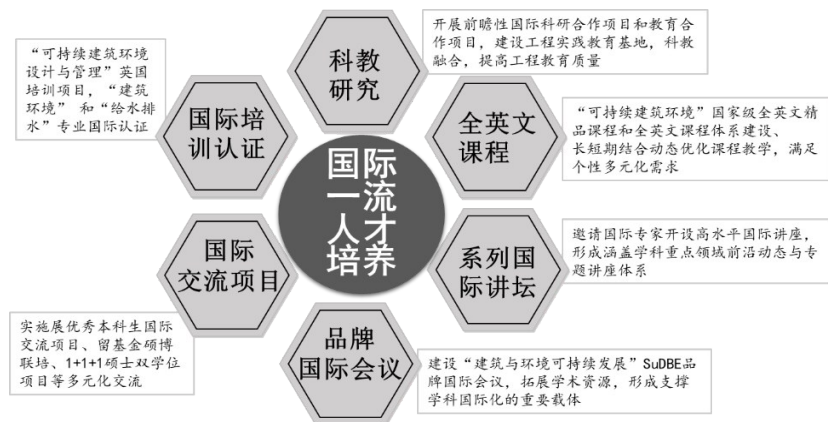 国际
一流
人才
培养
科教
研究
开展前瞻性国际科研合作项目和教育合
作项目，建设工程实践教育基地，科教
融合，提高工程教育质量
全英文
课程
“可持续建筑环境”国家级全英文精
品课程和全英文课程体系建设、
长短期结合动态优化课程教学，满足
个性多元化需求
系列国
际讲坛
邀请国际专家开设高水平国际讲座，
形成涵盖学科重点领域前沿动态与专
题讲座体系
品牌
国际会议
建设“建筑与环境可持续发展”SuDBE品
牌国际会议，拓展学术资源，形成支撑
学科国际化的重要载体
国际
交流项目
实施展优秀本科生国际
交流项目、留基金硕博
联培、1+1+1硕士双学位
项目等多元化交流
国际培
训认证
“可持续建筑环境
设计与管理”英国
培训项目，“建筑
环境” 和“给水排
水”专业国际认证